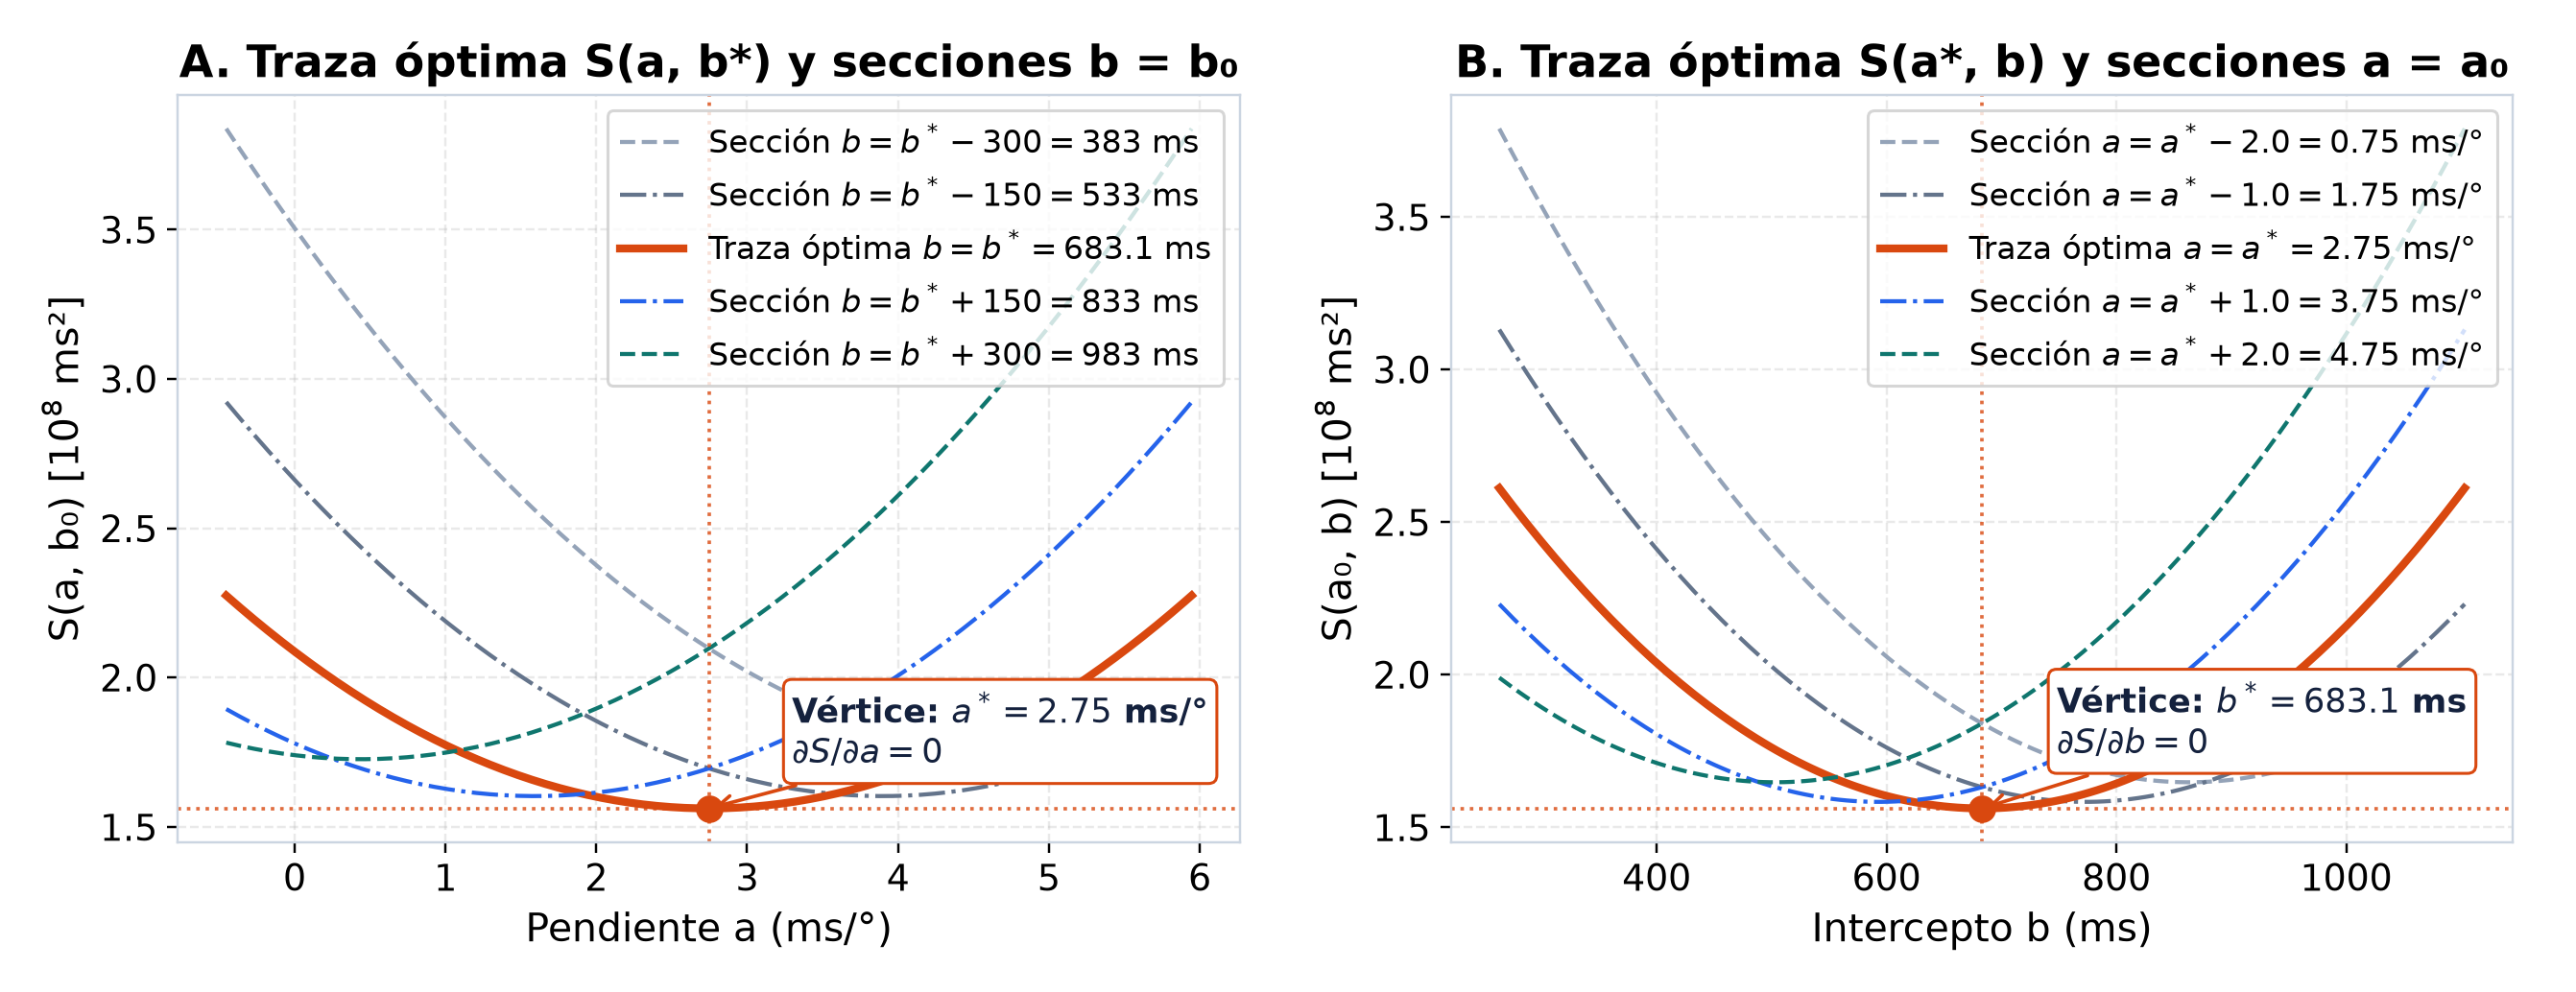 A. Traza óptima S(a, b*) y secciones b = b₀
Sección b = b* − 300 = 383 ms
Sección b = b* − 150 = 533 ms
Traza óptima b = b* = 683.1 ms
Sección b = b* + 150 = 833 ms
Sección b = b* + 300 = 983 ms
S(a, b₀) [10⁸ ms²]
3.5
3.0
2.5
2.0
1.5
Vértice: a* = 2.75 ms/°
∂S/∂a = 0
0 1 2 3 4 5 6
Pendiente a (ms/°)
B. Traza óptima S(a*, b) y secciones a = a₀
Sección a = a* − 2.0 = 0.75 ms/°
Sección a = a* − 1.0 = 1.75 ms/°
Traza óptima a = a* = 2.75 ms/°
Sección a = a* + 1.0 = 3.75 ms/°
Sección a = a* + 2.0 = 4.75 ms/°
S(a₀, b) [10⁸ ms²]
3.5
3.0
2.5
2.0
1.5
Vértice: b* = 683.1 ms
∂S/∂b = 0
400 600 800 1000
Intercepto b (ms)